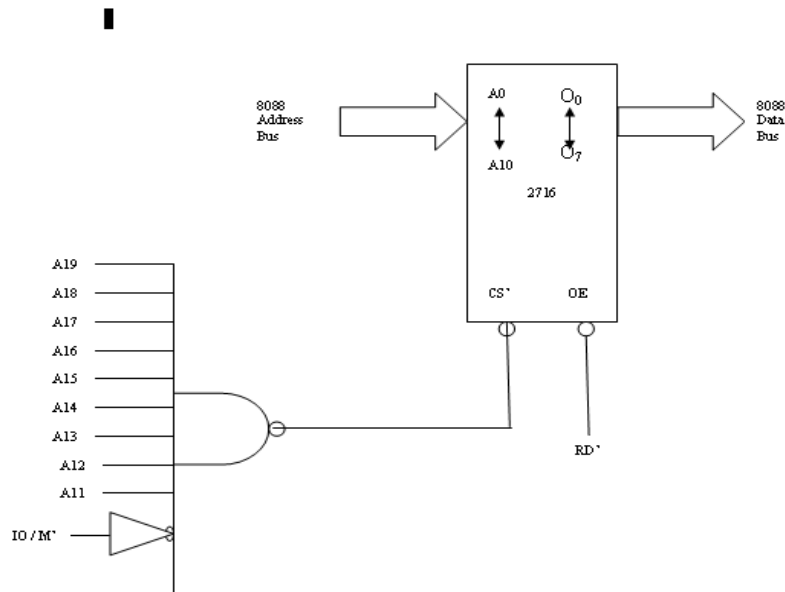 8088
Address
Bus
A0
O0
O7
A10
2716
CS`
OE
8088
Data
Bus
A19
A18
A17
A16
A15
A14
A13
A12
A11
IO / M`
RD`